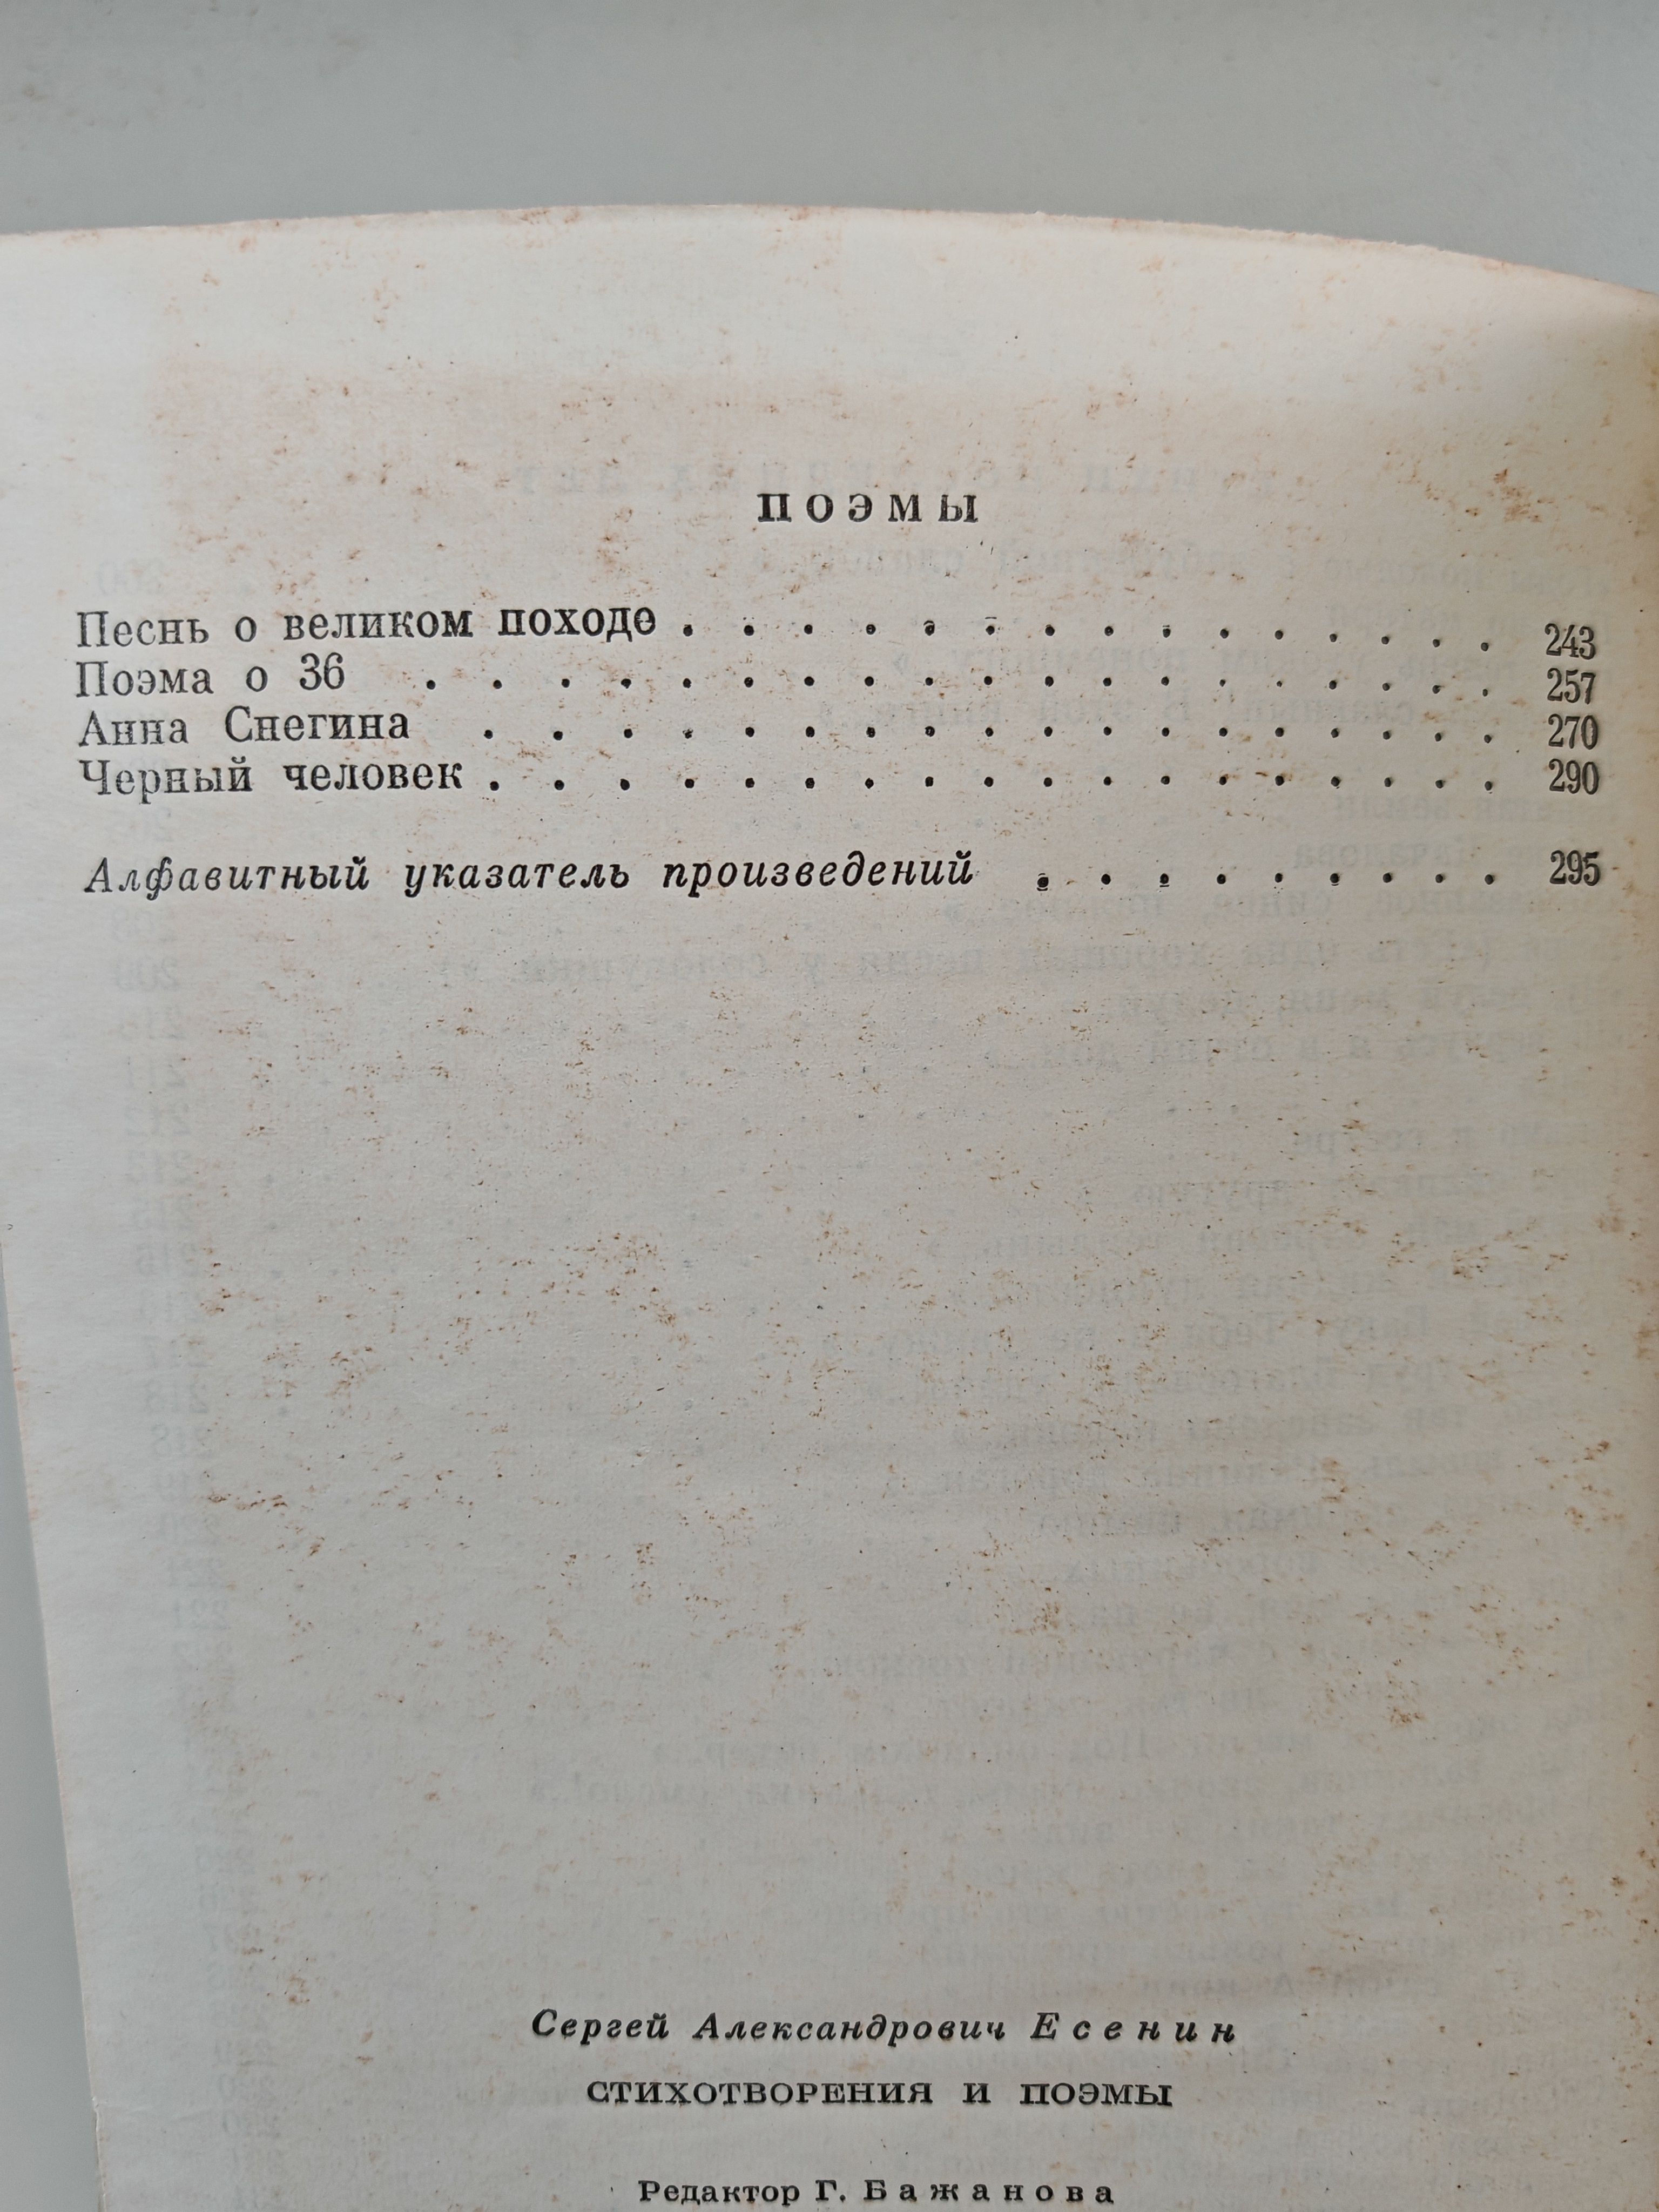 ПОЭМЫ
Песнь о великом походе . . . . . . . . . . . . . . 243
Поэма о 36 . . . . . . . . . . . . . . . . . . 257
Анна Снегина . . . . . . . . . . . . . . . . . 270
Черный человек . . . . . . . . . . . . . . . . . 290
Алфавитный указатель произведений . . . . . . . . . 295
Сергей Александрович Есенин
СТИХОТВОРЕНИЯ И ПОЭМЫ
Редактор Г. Бажанова